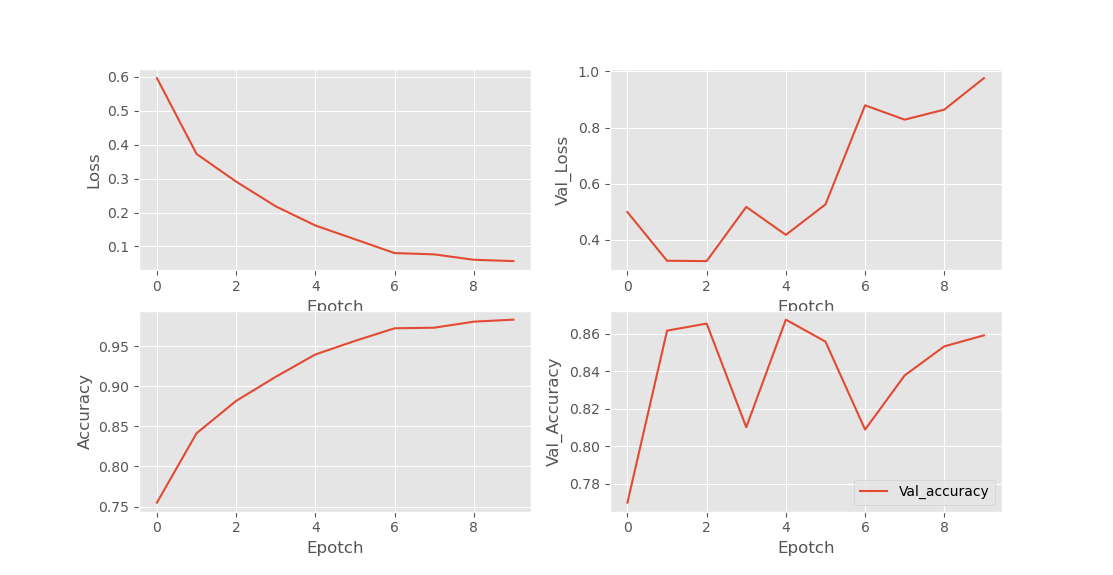 Loss
0.6
0.5
0.4
0.3
0.2
0.1
0 2 4 6 8
Epotch
Val_Loss
1.0
0.8
0.6
0.4
0 2 4 6 8
Epotch
Accuracy
0.95
0.90
0.85
0.80
0.75
0 2 4 6 8
Epotch
Val_Accuracy
0.86
0.84
0.82
0.80
0.78
Val_accuracy
0 2 4 6 8
Epotch